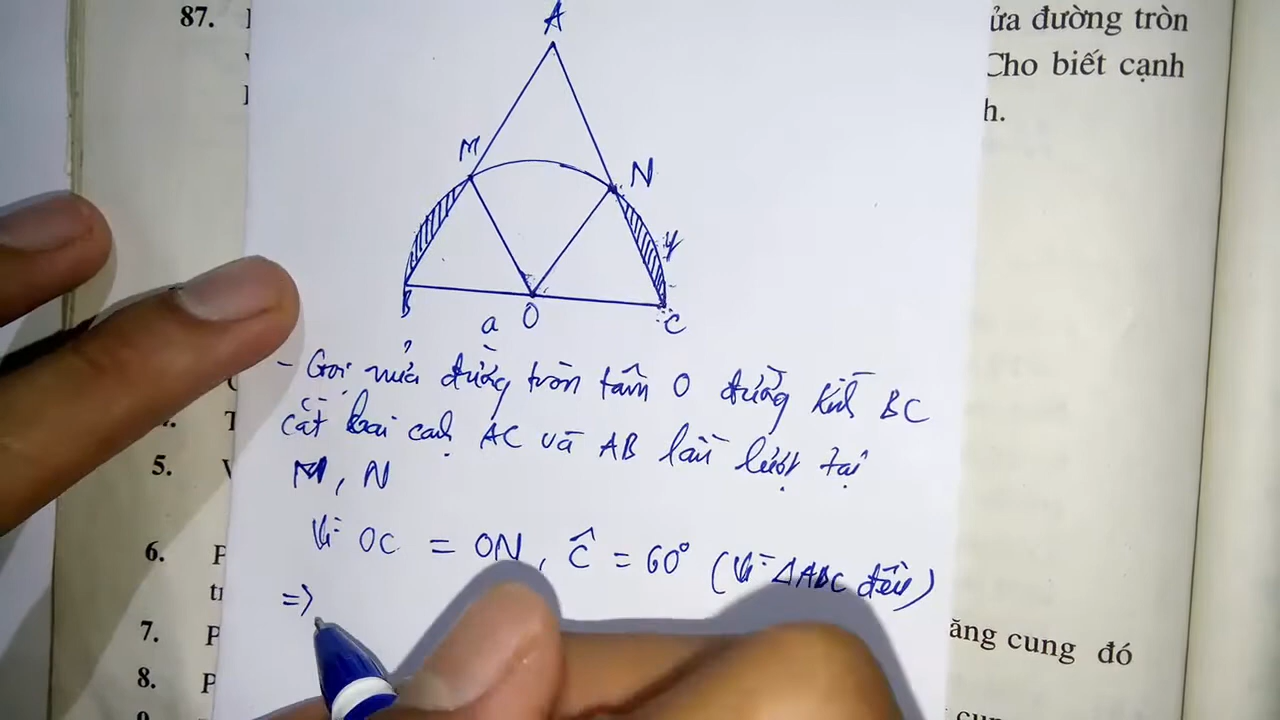 87.
ửa đường tròn
Cho biết cạnh
h.
A
M
N
B
a
O
C
- Gọi nửa đường tròn tâm O đường kính BC
cắt hai cạnh AC và AB lần lượt tại
M, N
Vì OC = ON, Ĉ = 60° (Vì ΔABC đều)
=>
5. V
6. P
tr
7. P
ăng cung đó
8. P